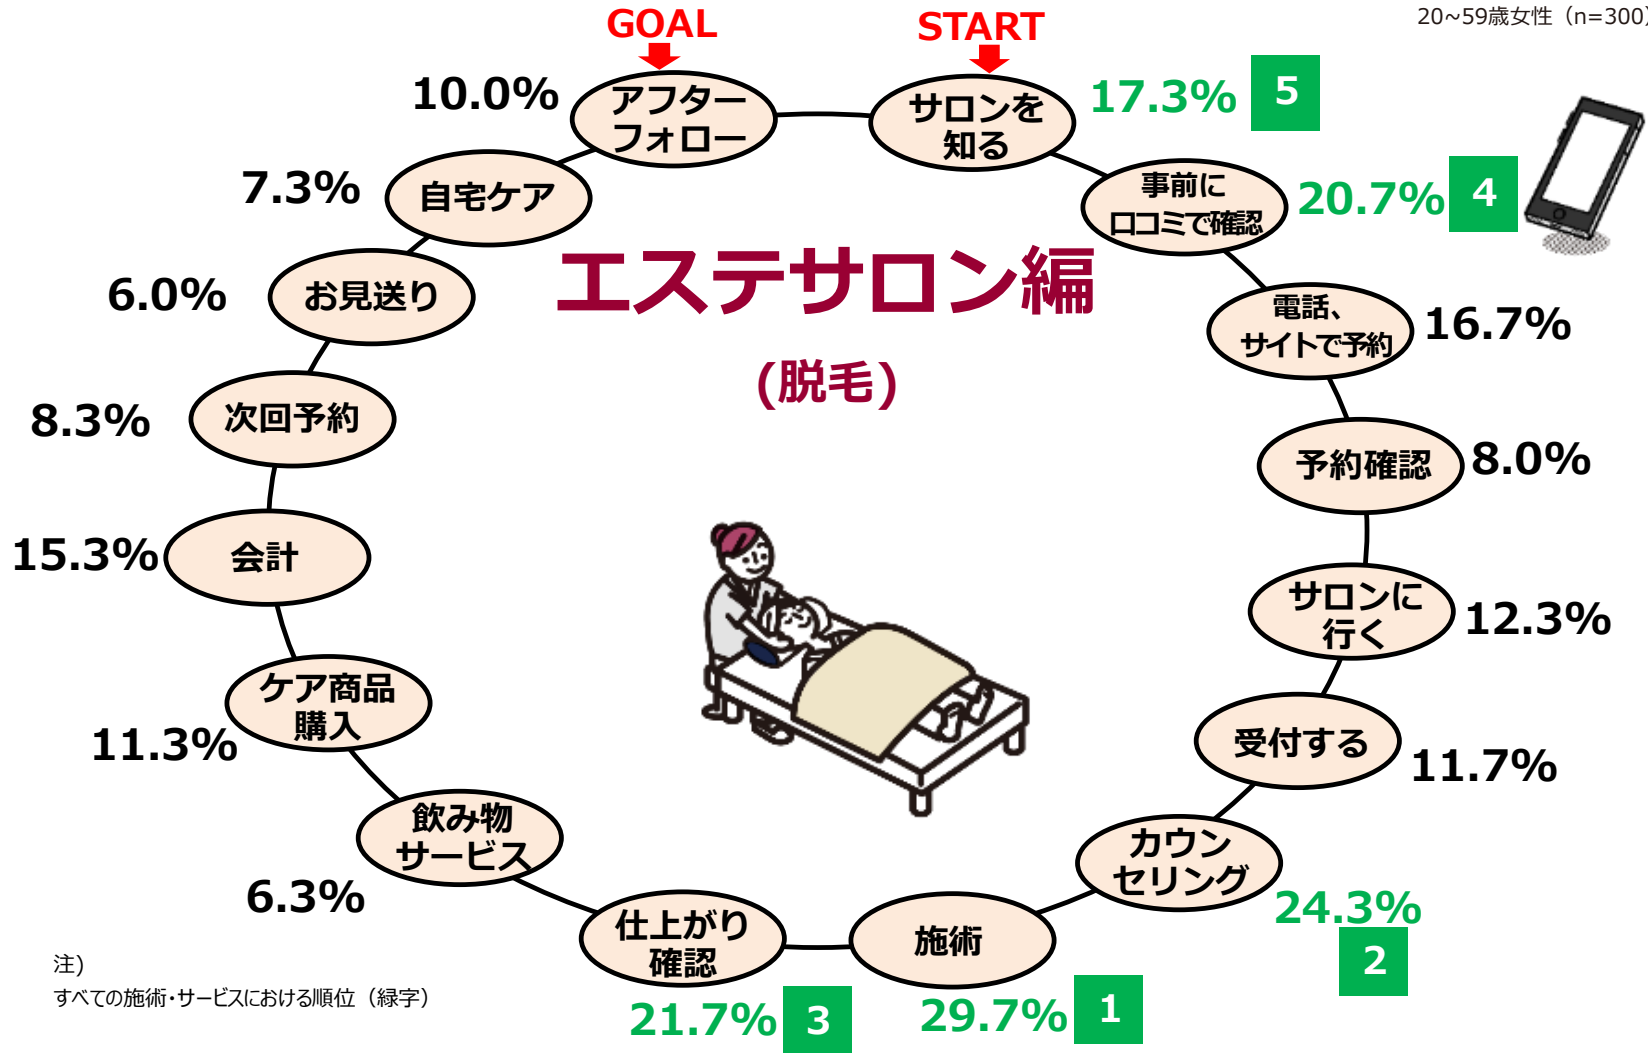 20~59歳女性（n=300）
GOAL
START
サロンを
知る
17.3%
5
事前に
口コミで確認
20.7%
4
電話、
サイトで予約
16.7%
予約確認
8.0%
サロンに
行く
12.3%
受付する
11.7%
カウン
セリング
24.3%
2
施術
29.7%
1
仕上がり
確認
21.7%
3
飲み物
サービス
6.3%
ケア商品
購入
11.3%
会計
15.3%
次回予約
8.3%
お見送り
6.0%
自宅ケア
7.3%
アフター
フォロー
10.0%
エステサロン編
(脱毛)
注)
すべての施術・サービスにおける順位（緑字）